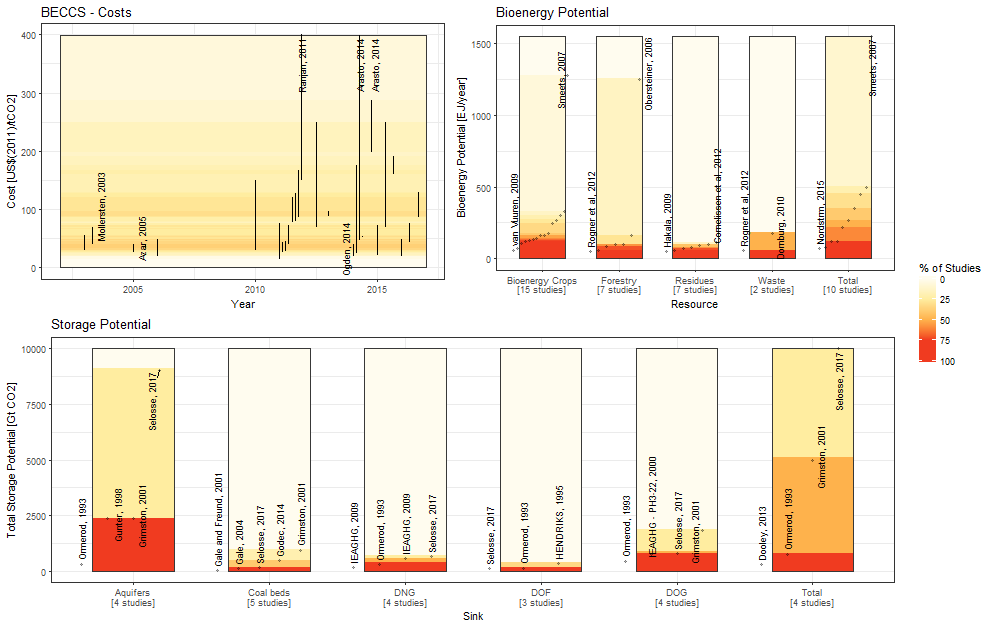 BECCS - Costs
Cost [US$(2011)/tCO2]
400
300
200
100
0
Mollersten, 2003
Azar, 2005
Ranjan, 2011
Ogden, 2014
Arasto, 2014
Arasto, 2014
2005
2010
2015
Year
Bioenergy Potential
Bioenergy Potential [EJ/year]
1500
1000
500
0
van Vuuren, 2009
Smeets, 2007
Rogner et al, 2012
Obersteiner, 2006
Hakala, 2009
Cornelissen et al, 2012
Rogner et al, 2012
Dornburg, 2010
Nordstrm, 2015
Smeets, 2007
Bioenergy Crops
[15 studies]
Forestry
[7 studies]
Residues
[7 studies]
Waste
[2 studies]
Total
[10 studies]
Resource
% of Studies
0
25
50
75
100
Storage Potential
Total Storage Potential [Gt CO2]
10000
7500
5000
2500
0
Ormerod, 1993
Gunter, 1998
Grimston, 2001
Selosse, 2017
Gale and Freund, 2001
Gale, 2004
Selosse, 2017
Godec, 2014
Grimston, 2001
IEAGHG, 2009
Ormerod, 1993
IEAGHG, 2009
Selosse, 2017
Selosse, 2017
Ormerod, 1993
HENDRIKS, 1995
Ormerod, 1993
IEAGHG - PH3-22, 2000
Selosse, 2017
Grimston, 2001
Dooley, 2013
Ormerod, 1993
Grimston, 2001
Selosse, 2017
Aquifers
[4 studies]
Coal beds
[5 studies]
DNG
[4 studies]
DOF
[3 studies]
DOG
[4 studies]
Total
[4 studies]
Sink